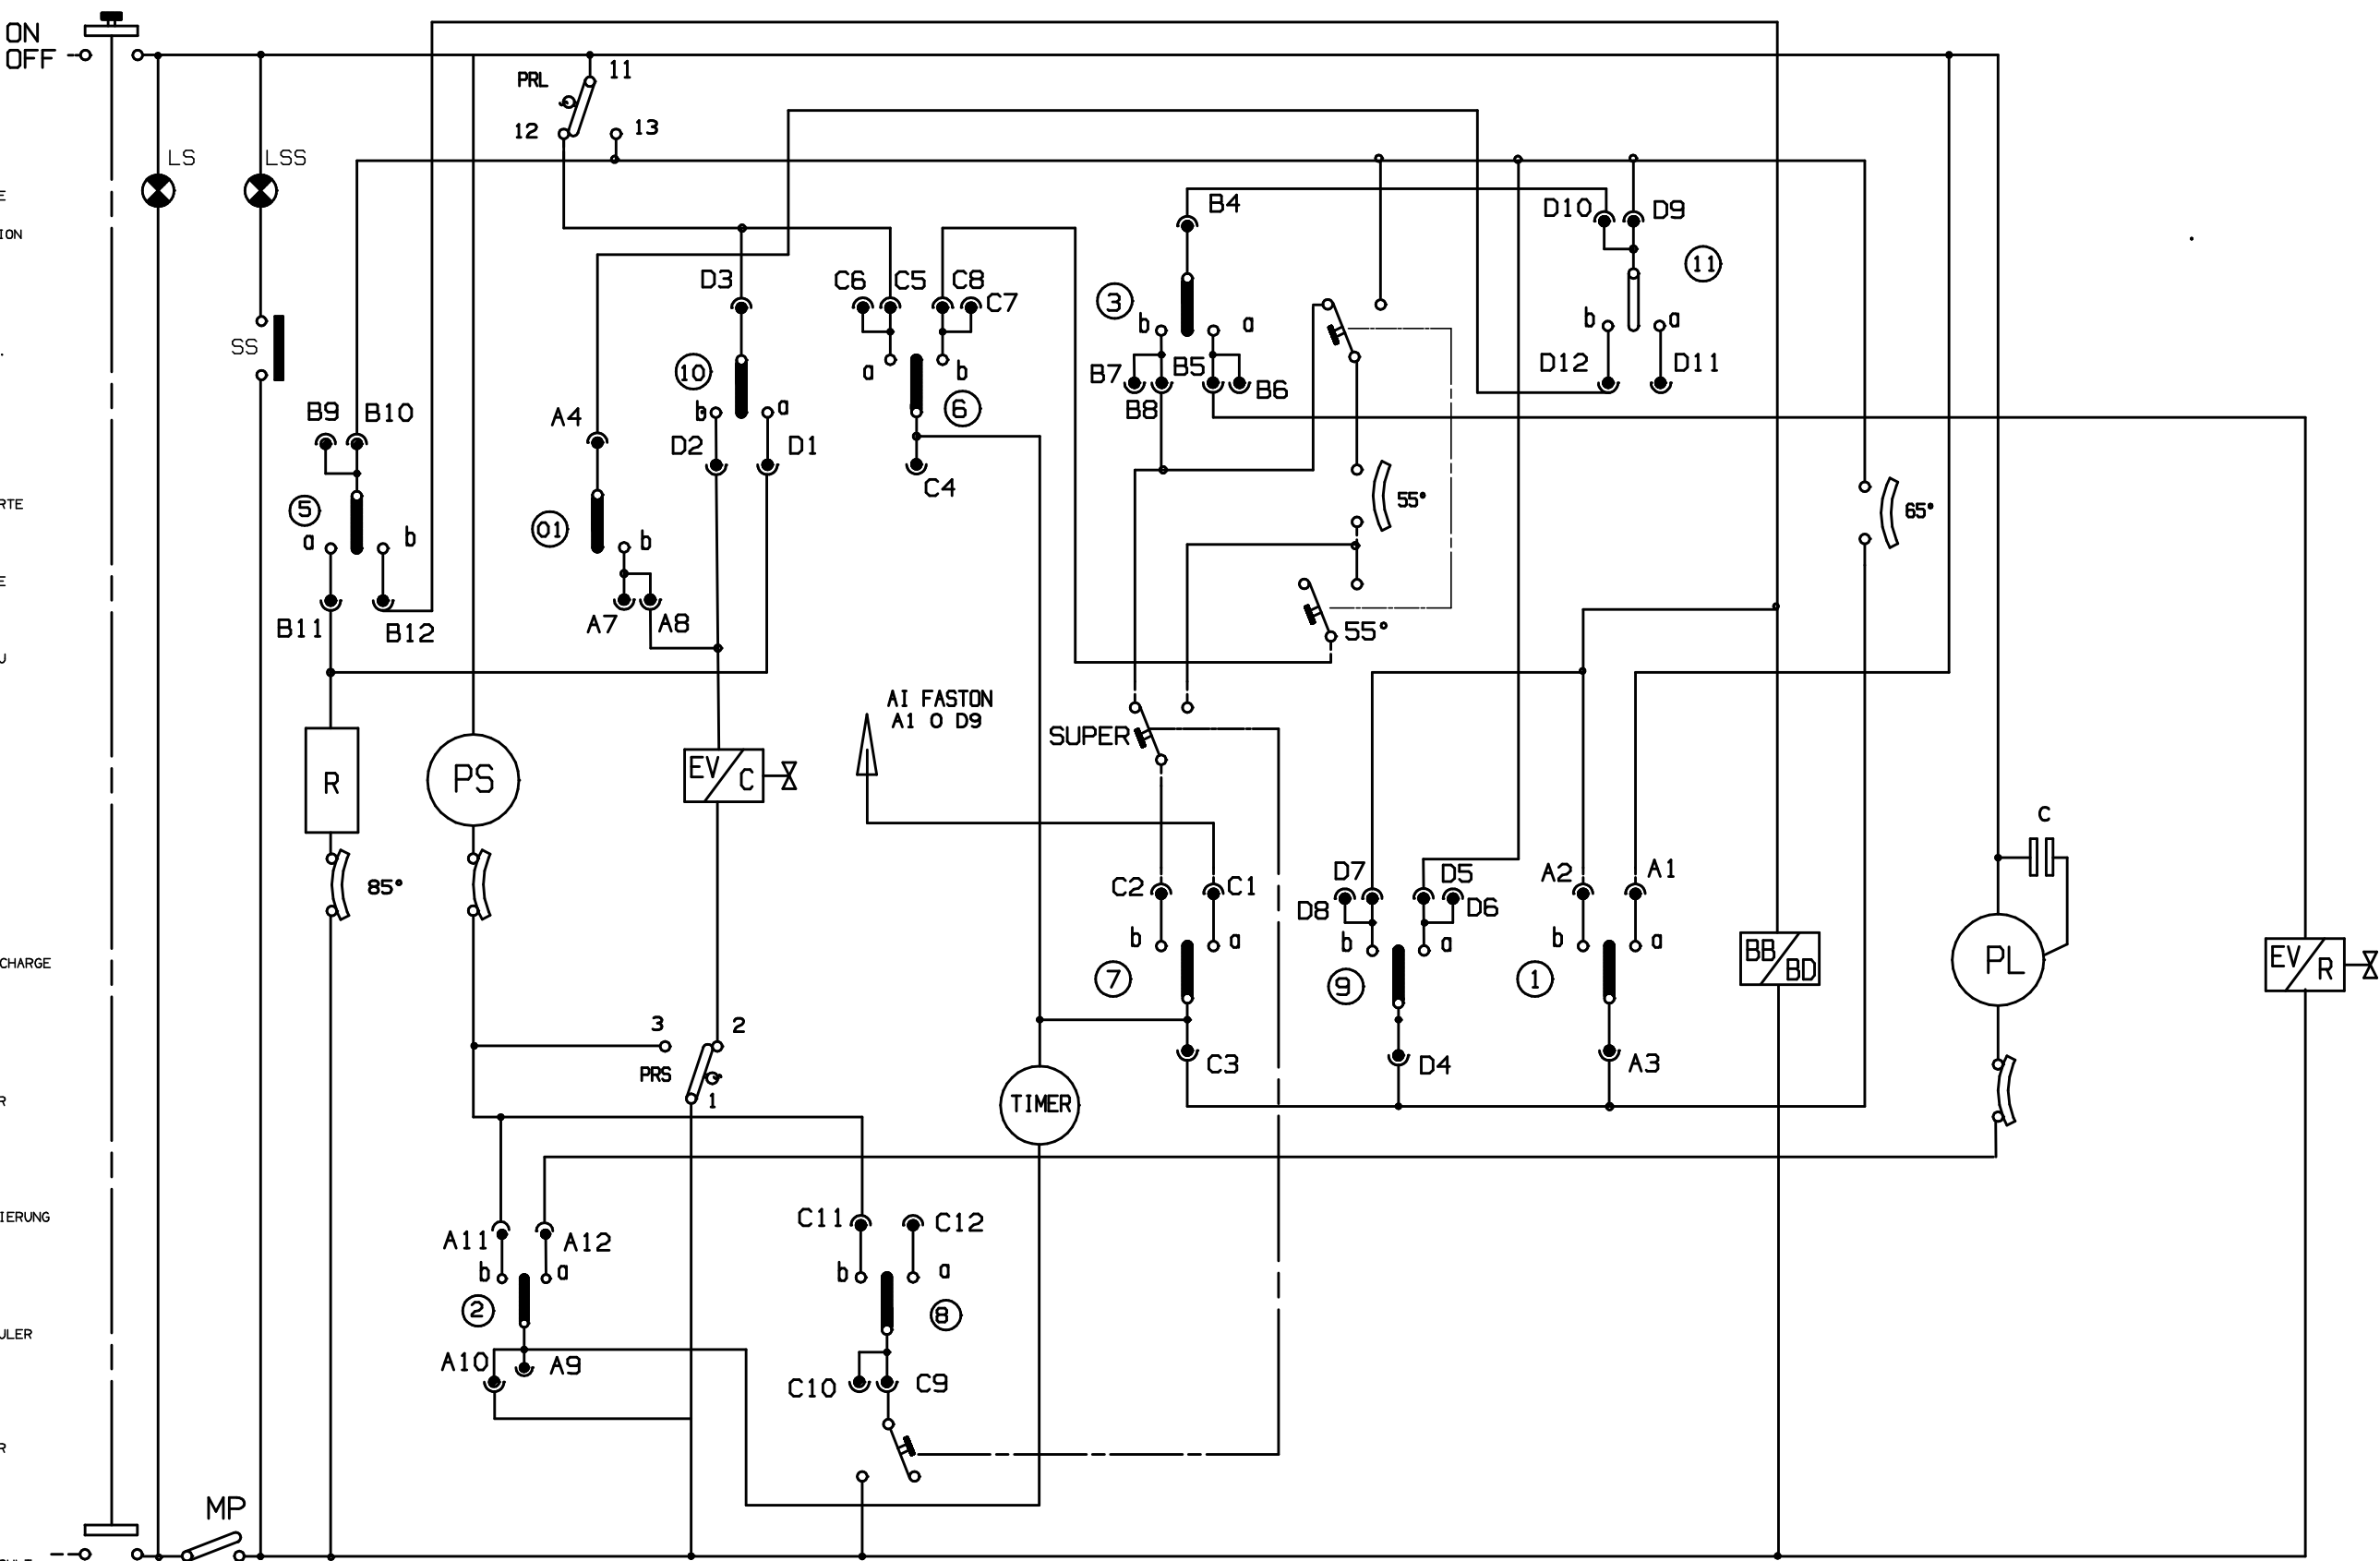 ON
OFF
11
PRL
12
13
LS
LSS
E
ION
B4
D10
D9
11
D3
C6
C5
C8
C7
3
b
a
b
a
SS
10
a
b
B7
B5
B6
D12
D11
B8
B9
B10
A4
b
a
6
D2
D1
C4
55°
65°
RTE
5
01
a
b
b
E
B11
B12
A7
A8
55°
U
AI FASTON
A1 O D9
SUPER
R
PS
EV
C
C
85°
C2
C1
D7
D5
A2
A1
D8
D6
b
a
b
a
b
a
CHARGE
7
9
1
BB
BD
PL
EV
R
3
2
PRS
1
C3
D4
A3
TIMER
R
IERUNG
A11
A12
C11
C12
b
a
b
a
2
8
ULER
A10
A9
C10
C9
R
MP